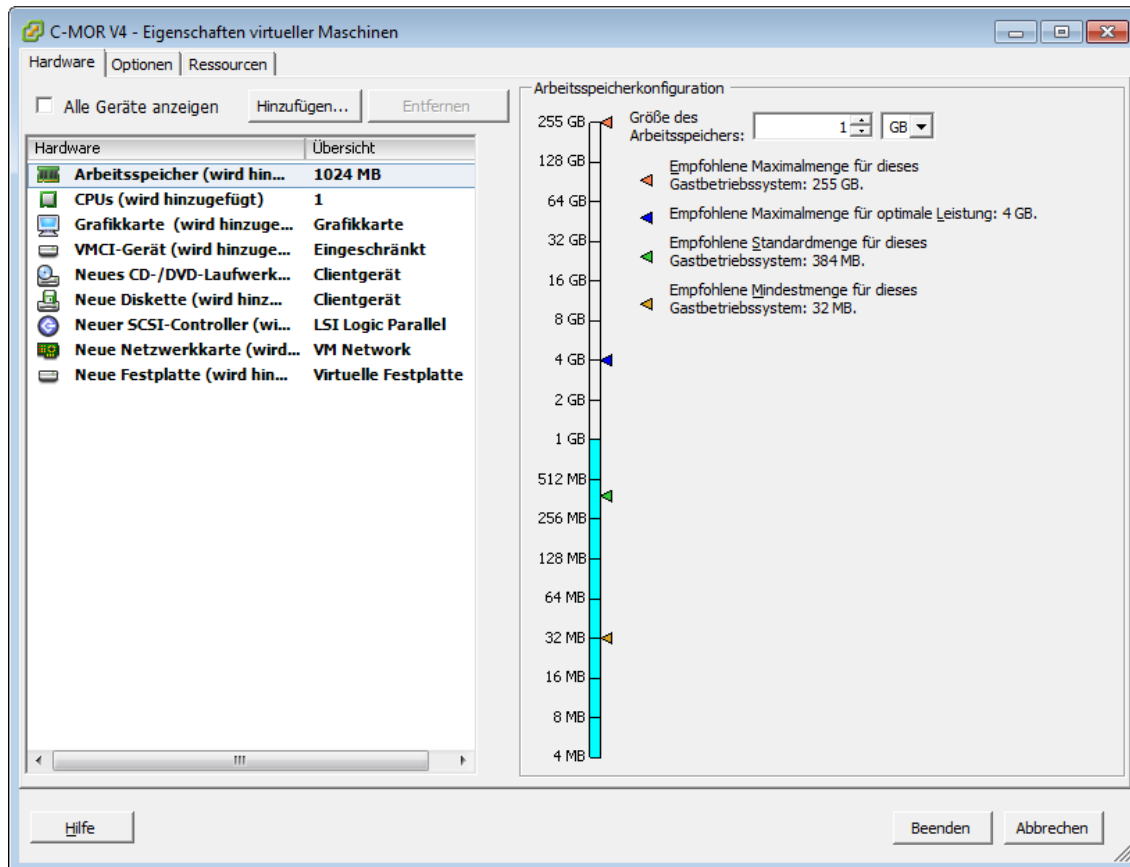 C-MOR V4 - Eigenschaften virtueller Maschinen
Hardware Optionen Ressourcen
Alle Geräte anzeigen Hinzufügen... Entfernen
Hardware Übersicht
Arbeitsspeicher (wird hin... 1024 MB
CPUs (wird hinzugefügt) 1
Grafikkarte (wird hinzuge... Grafikkarte
VMCI-Gerät (wird hinzuge... Eingeschränkt
Neues CD-/DVD-Laufwerk... Clientgerät
Neue Diskette (wird hinz... Clientgerät
Neuer SCSI-Controller (wi... LSI Logic Parallel
Neue Netzwerkkarte (wird... VM Network
Neue Festplatte (wird hin... Virtuelle Festplatte
Arbeitsspeicherkonfiguration
255 GB
128 GB
64 GB
32 GB
16 GB
8 GB
4 GB
2 GB
1 GB
512 MB
256 MB
128 MB
64 MB
32 MB
16 MB
8 MB
4 MB
Größe des
Arbeitsspeichers: 1 GB
Empfohlene Maximalmenge für dieses
Gastbetriebssystem: 255 GB.
Empfohlene Maximalmenge für optimale Leistung: 4 GB.
Empfohlene Standardmenge für dieses
Gastbetriebssystem: 384 MB.
Empfohlene Mindestmenge für dieses
Gastbetriebssystem: 32 MB.
Hilfe Beenden Abbrechen